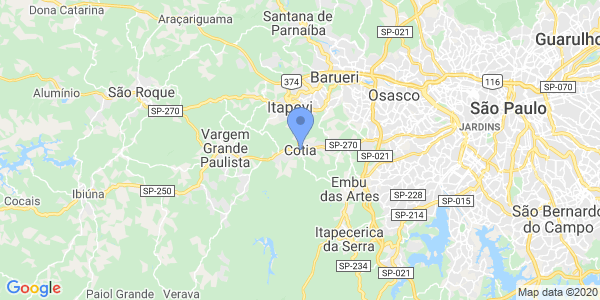 Dona Catarina
Araçariguama
Santana de
Parnaíba
SP-021
Guarulho
374
Barueri
116
SP-070
Alumínio
São Roque
SP-270
Itapevi
Osasco
São Paulo
JARDINS
Vargem
Grande
Paulista
Cotia
SP-270
SP-021
Ibiúna
SP-250
Cocais
Embu
das Artes
SP-228
SP-015
SP-214
São Bernardo
do Campo
Itapecerica
da Serra
SP-234
SP-021
Google
Paiol Grande
Verava
Map data ©2020